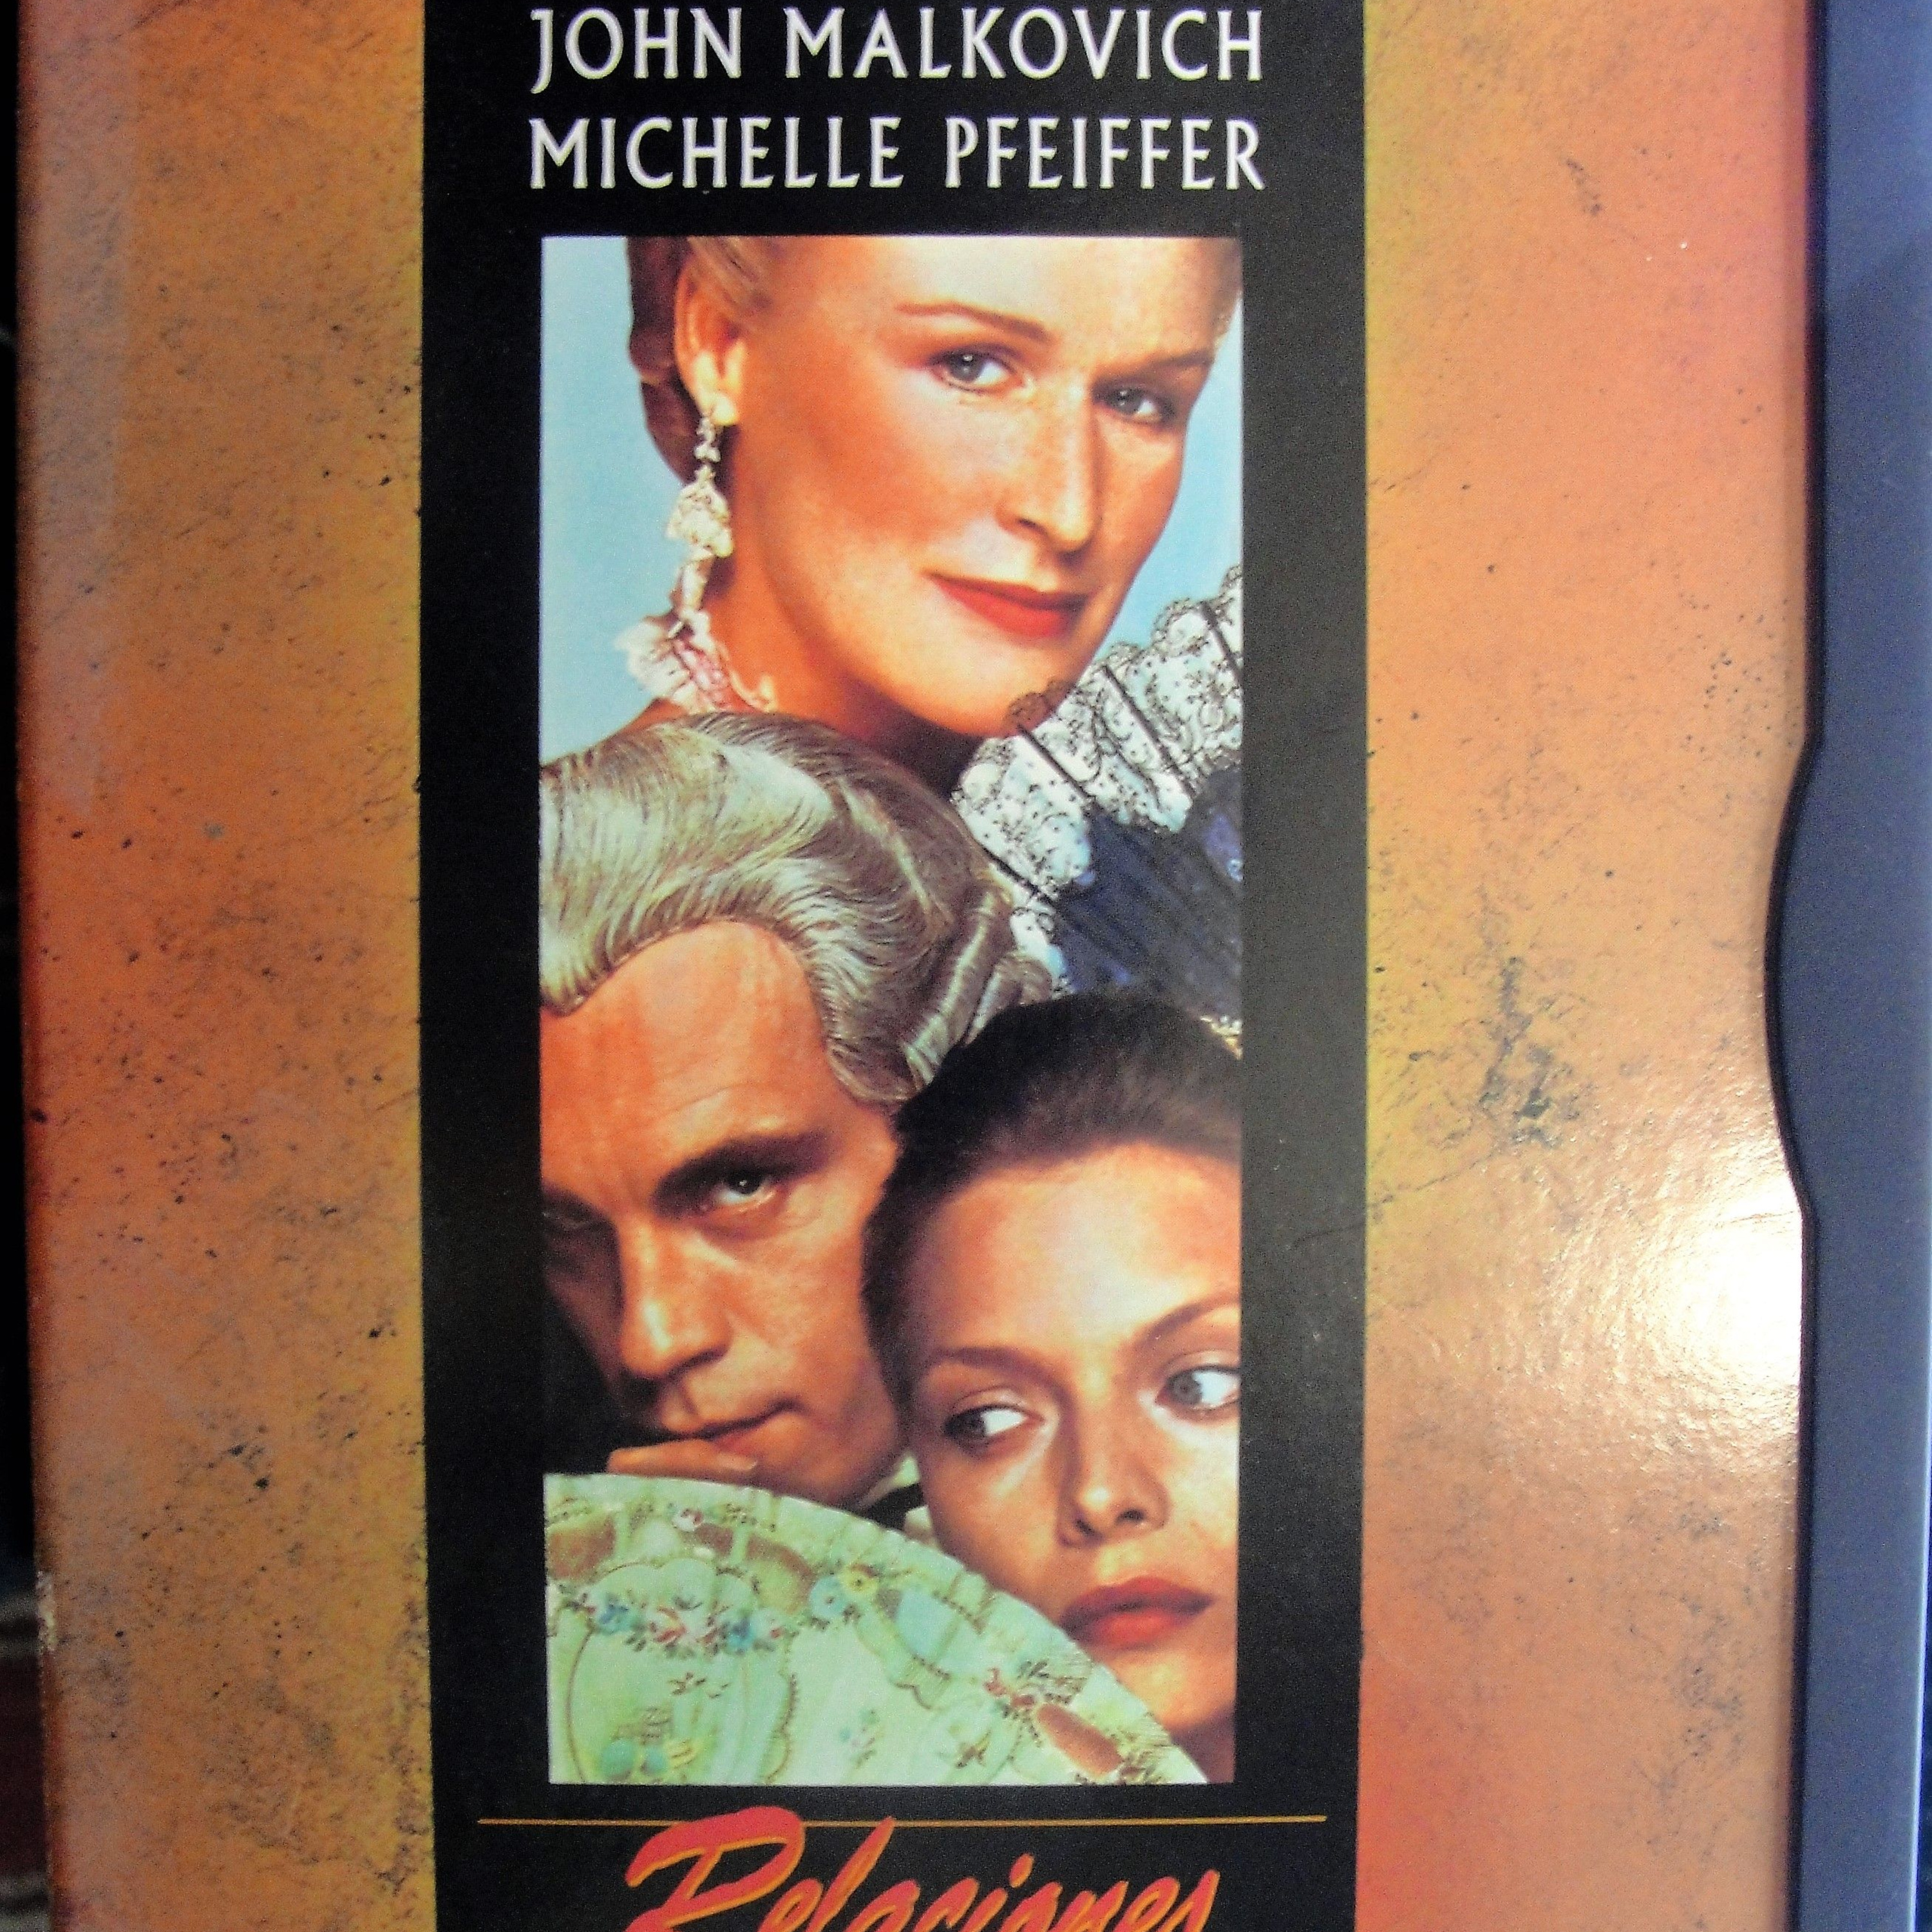 JOHN MALKOVICH
MICHELLE PFEIFFER
Relaciones